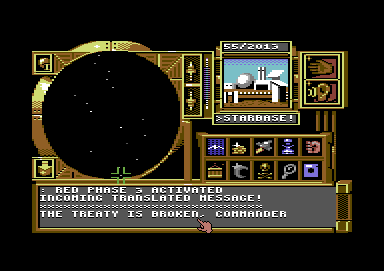 55/2013
>STARBASE!
: RED PHASE 3 ACTIVATED
INCOMING TRANSLATED MESSAGE!
THE TREATY IS BROKEN, COMMANDER